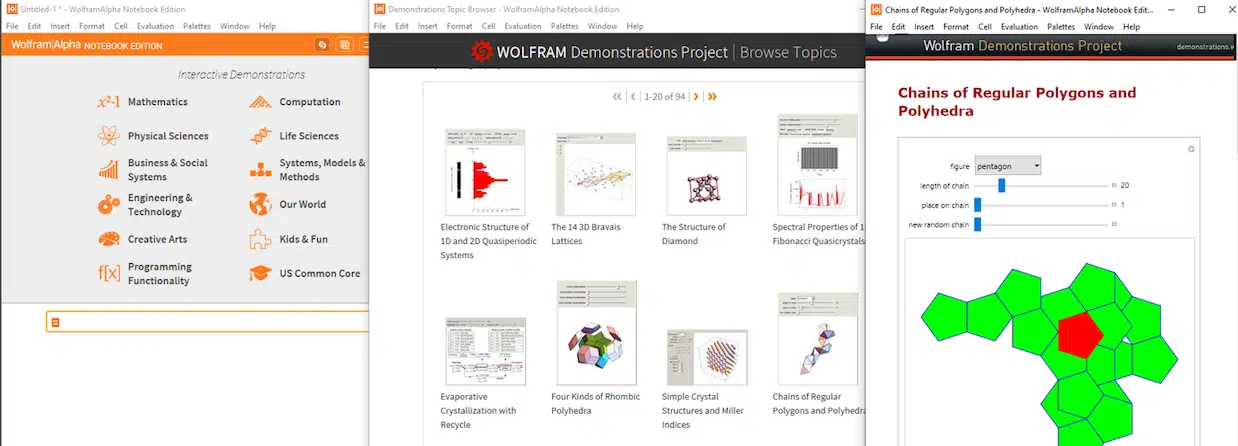 Untitled-1 * - WolframAlpha Notebook Edition
File Edit Insert Format Cell Evaluation Palettes Window Help
Wolfram|Alpha NOTEBOOK EDITION
Interactive Demonstrations
Mathematics
Computation
Physical Sciences
Life Sciences
Business & Social
Systems
Systems, Models &
Methods
Engineering &
Technology
Our World
Creative Arts
Kids & Fun
f[x]
Programming
Functionality
US Common Core
Demonstrations Topic Browser - WolframAlpha Notebook Edition
File Edit Insert Format Cell Evaluation Palettes Window Help
WOLFRAM Demonstrations Project | Browse Topics
1-20 of 94
Electronic Structure of
1D and 2D Quasiperiodic
Systems
The 14 3D Bravais
Lattices
The Structure of
Diamond
Spectral Properties of 1
Fibonacci Quasicrystals
Evaporative
Crystallization with
Recycle
Four Kinds of Rhombic
Polyhedra
Simple Crystal
Structures and Miller
Indices
Chains of Regular
Polygons and Polyhedra
Chains of Regular Polygons and Polyhedra - WolframAlpha Notebook Edit...
File Edit Insert Format Cell Evaluation Palettes Window Help
Wolfram Demonstrations Project
demonstrations.w
Chains of Regular Polygons and
Polyhedra
figure pentagon
length of chain 20
place on chain 1
new random chain